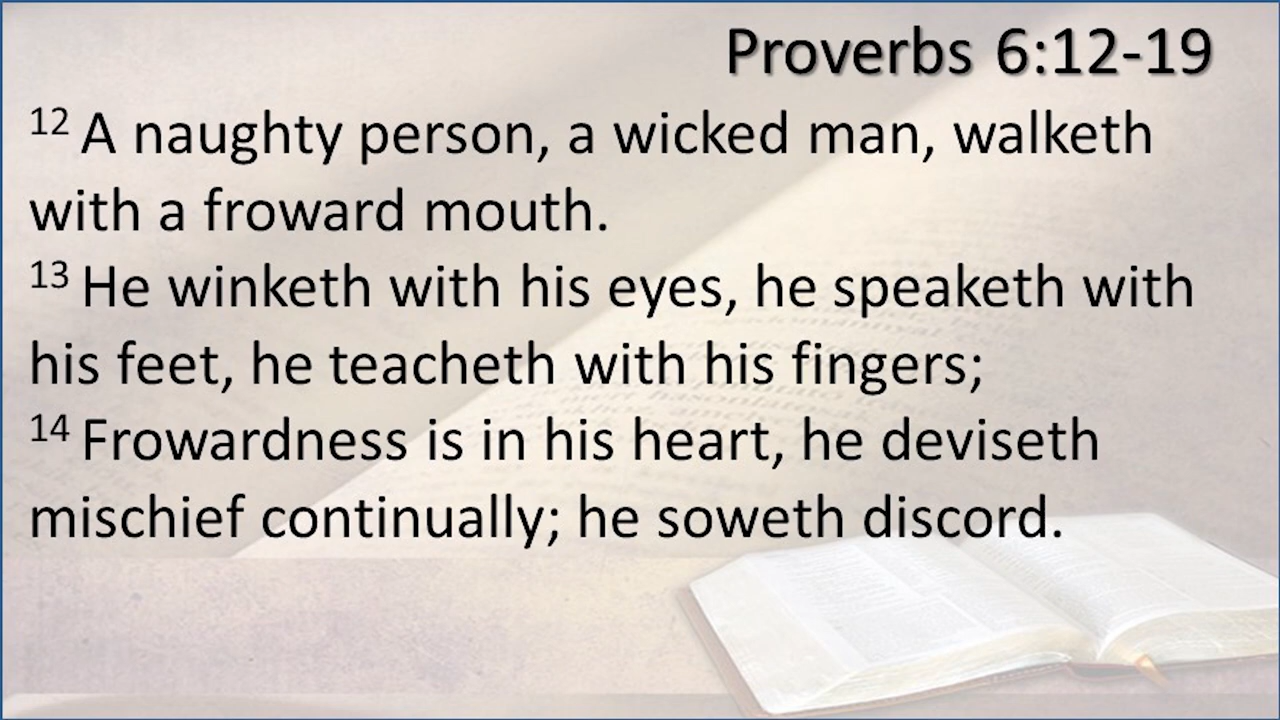 Proverbs 6:12-19
12 A naughty person, a wicked man, walketh
with a froward mouth.
13 He winketh with his eyes, he speaketh with
his feet, he teacheth with his fingers;
14 Frowardness is in his heart, he deviseth
mischief continually; he soweth discord.